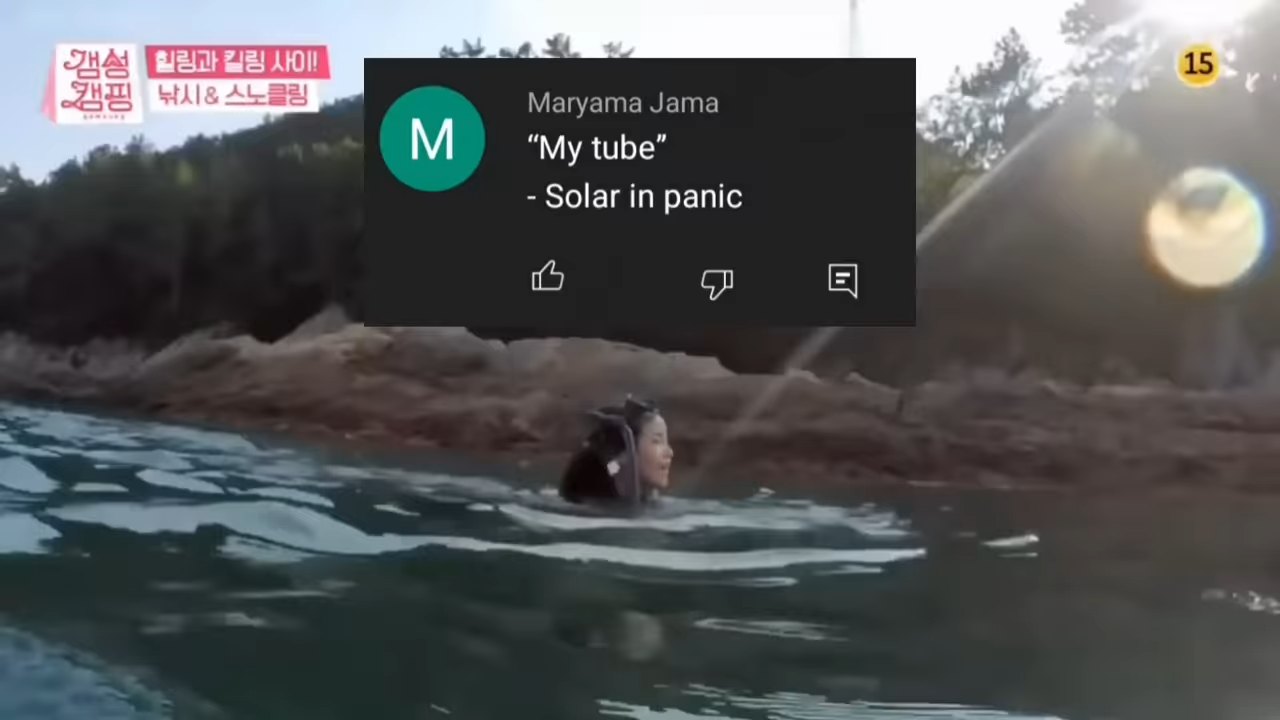 갬성
캠핑
힐링과 킬링 사이!
낚시 & 스노클링
15
M
Maryama Jama
“My tube”
- Solar in panic